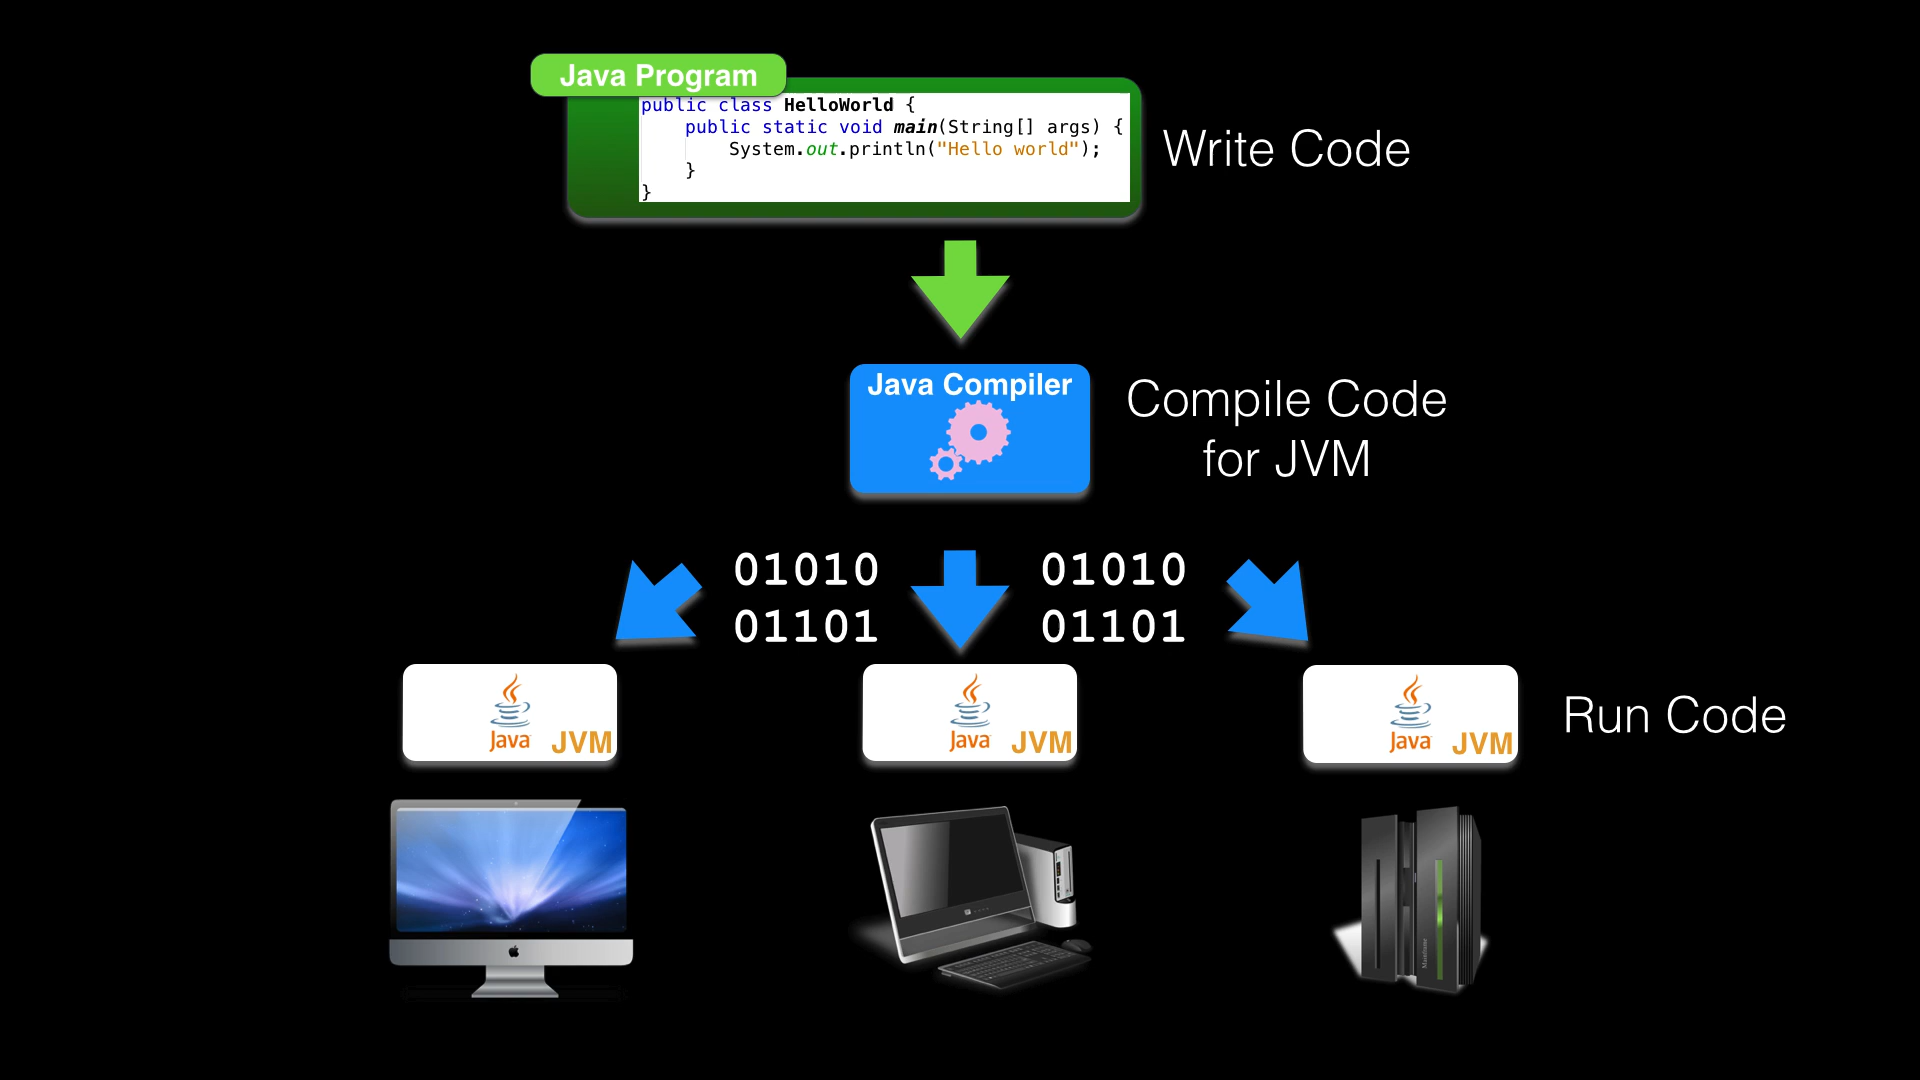 Java Program
public class HelloWorld {
public static void main(String[] args) {
System.out.println("Hello world");
}
}
Write Code
Java Compiler
Compile Code
for JVM
01010
01101
01010
01101
Java JVM
Java JVM
Java JVM
Run Code
Mainframe